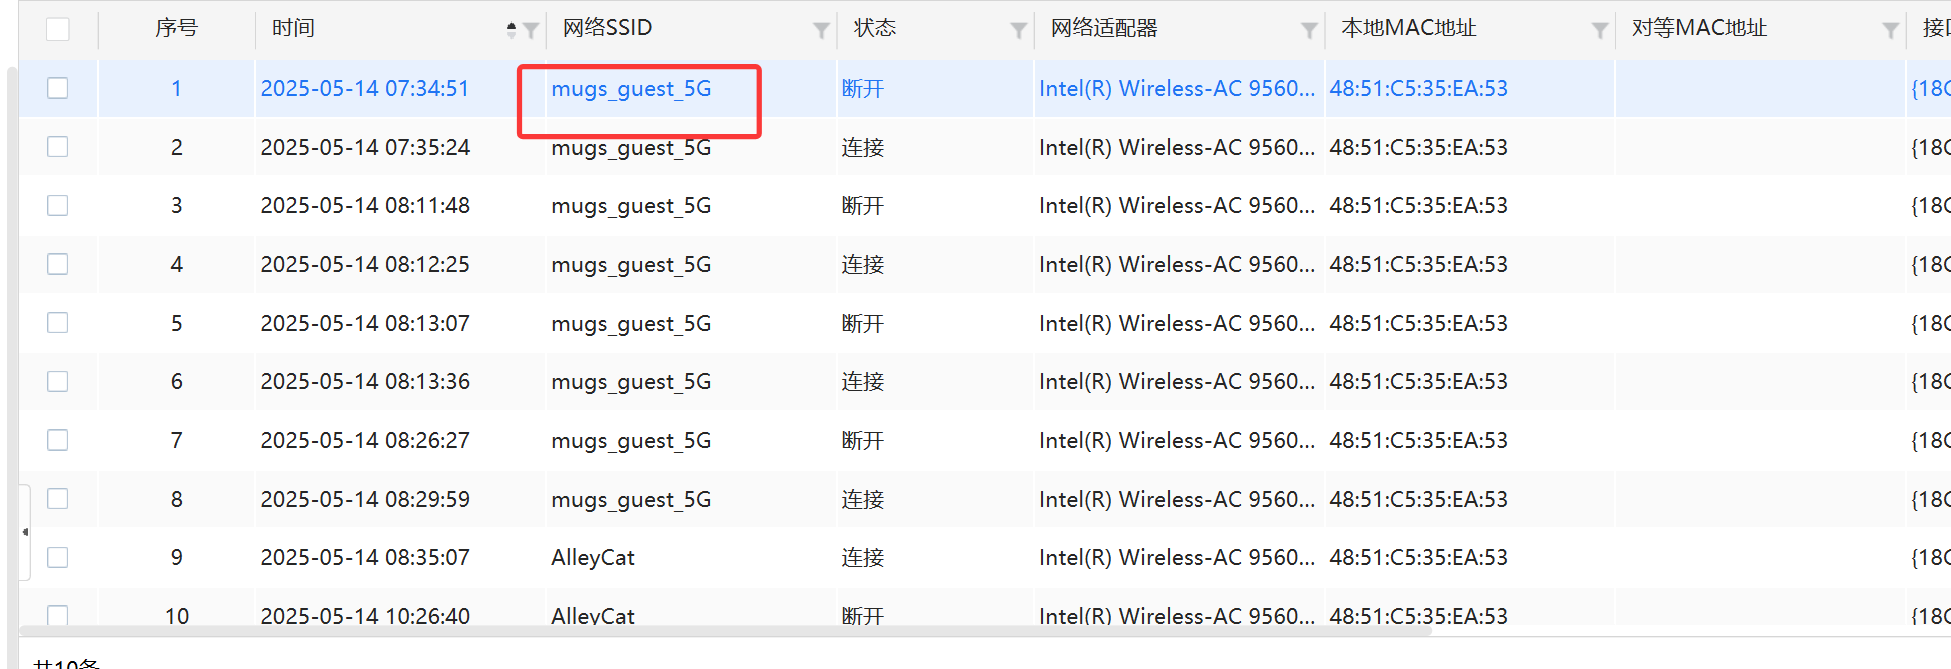 序号 时间 网络SSID 状态 网络适配器 本地MAC地址 对等MAC地址
1 2025-05-14 07:34:51 mugs_guest_5G 断开 Intel(R) Wireless-AC 9560... 48:51:C5:35:EA:53 {18
2 2025-05-14 07:35:24 mugs_guest_5G 连接 Intel(R) Wireless-AC 9560... 48:51:C5:35:EA:53 {18
3 2025-05-14 08:11:48 mugs_guest_5G 断开 Intel(R) Wireless-AC 9560... 48:51:C5:35:EA:53 {18
4 2025-05-14 08:12:25 mugs_guest_5G 连接 Intel(R) Wireless-AC 9560... 48:51:C5:35:EA:53 {18
5 2025-05-14 08:13:07 mugs_guest_5G 断开 Intel(R) Wireless-AC 9560... 48:51:C5:35:EA:53 {18
6 2025-05-14 08:13:36 mugs_guest_5G 连接 Intel(R) Wireless-AC 9560... 48:51:C5:35:EA:53 {18
7 2025-05-14 08:26:27 mugs_guest_5G 断开 Intel(R) Wireless-AC 9560... 48:51:C5:35:EA:53 {18
8 2025-05-14 08:29:59 mugs_guest_5G 连接 Intel(R) Wireless-AC 9560... 48:51:C5:35:EA:53 {18
9 2025-05-14 08:35:07 AlleyCat 连接 Intel(R) Wireless-AC 9560... 48:51:C5:35:EA:53 {18
10 2025-05-14 10:26:40 AlleyCat 断开 Intel(R) Wireless-AC 9560... 48:51:C5:35:EA:53 {18
共10条